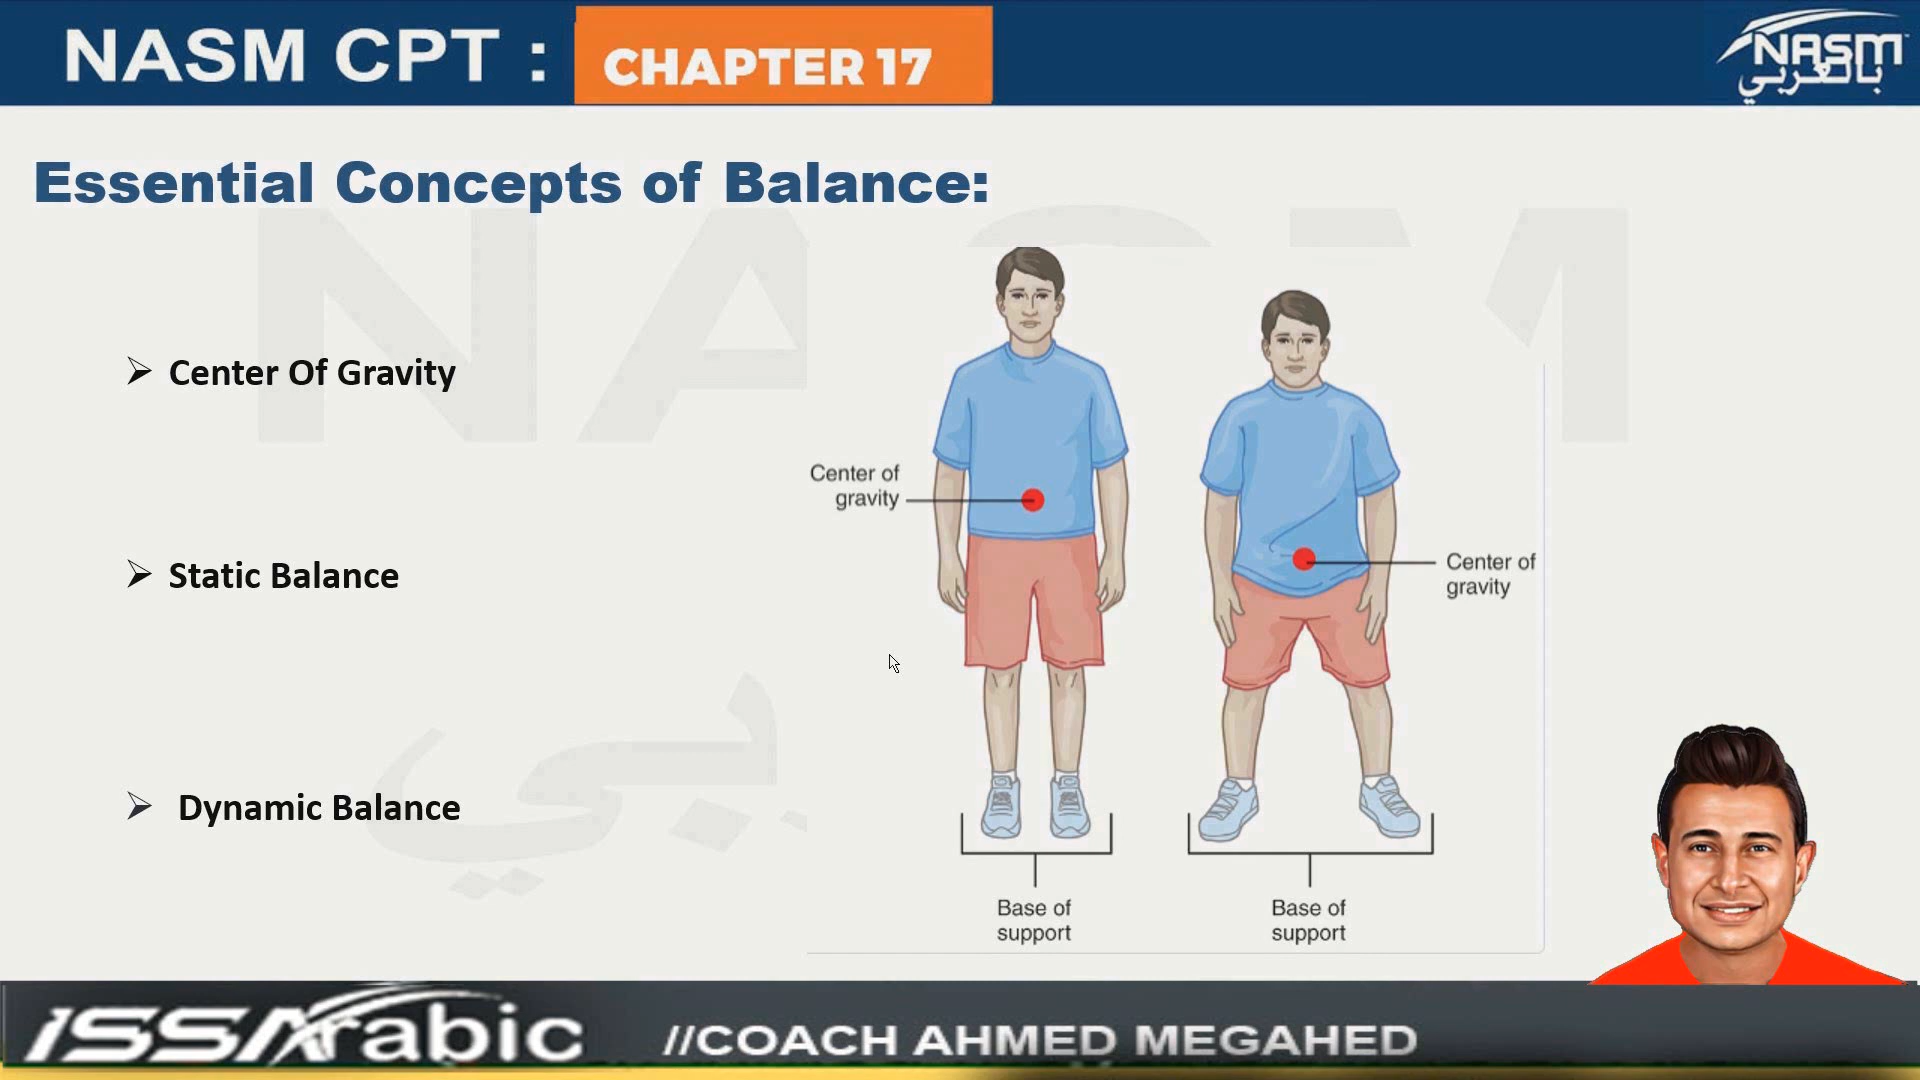 NASM CPT :
CHAPTER 17
NASM
بالعربي
Essential Concepts of Balance:
➢ Center Of Gravity
➢ Static Balance
➢ Dynamic Balance
Center of
gravity
Center of
gravity
Base of
support
Base of
support
ISSArabic
//COACH AHMED MEGAHED